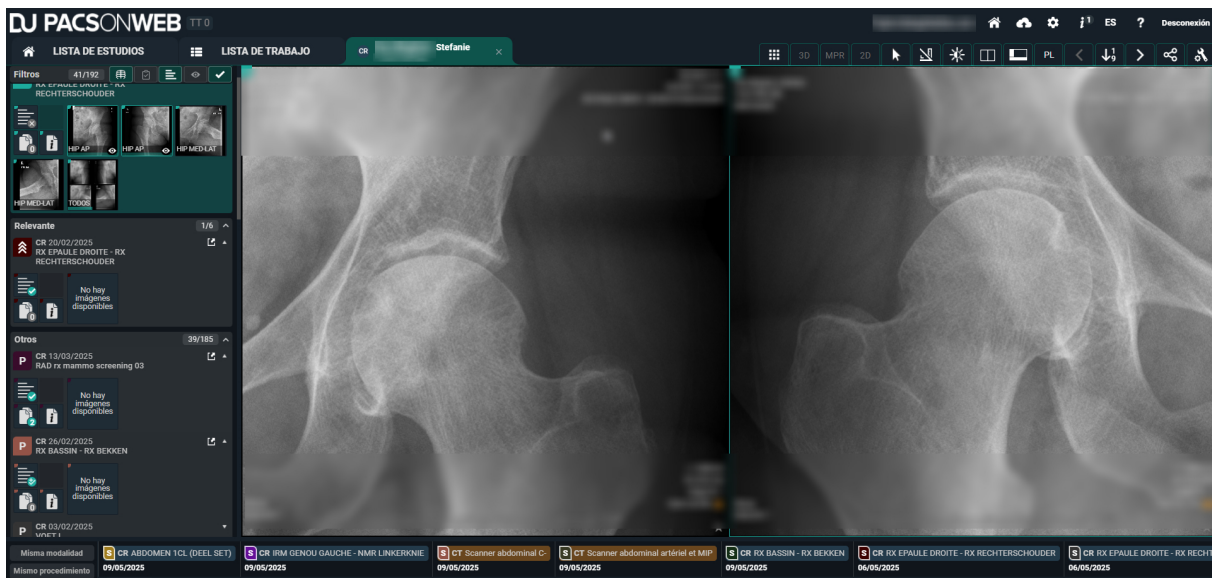 DJ PACSONWEB TT 0
ES ? Desconexión
LISTA DE ESTUDIOS LISTA DE TRABAJO CR Stefanie ×
3D MPR 2D PL
Filtros 41/192
RX EPAULE DROITE - RX
RECHTERSCHOUDER
0
HIP AP HIP AP HIP MED-LAT
HIP MED-LAT TODOS
Relevante 1/6
CR 20/02/2025
RX EPAULE DROITE - RX
RECHTERSCHOUDER
No hay
imágenes
disponibles
0
Otros 39/185
P CR 13/03/2025
RAD rx mammo screening 03
No hay
imágenes
disponibles
2
P CR 26/02/2025
RX BASSIN - RX BEKKEN
No hay
imágenes
disponibles
0
P CR 03/02/2025
VOET L
Misma modalidad
Mismo procedimiento
S CR ABDOMEN 1CL (DEEL SET)
09/05/2025
S CR IRM GENOU GAUCHE - NMR LINKERKNIE
09/05/2025
S CT Scanner abdominal C-
09/05/2025
S CT Scanner abdominal artériel et MIP
09/05/2025
S CR RX BASSIN - RX BEKKEN
09/05/2025
S CR RX EPAULE DROITE - RX RECHTERSCHOUDER
06/05/2025
S CR RX EPAULE DROITE - RX RECHT
06/05/2025